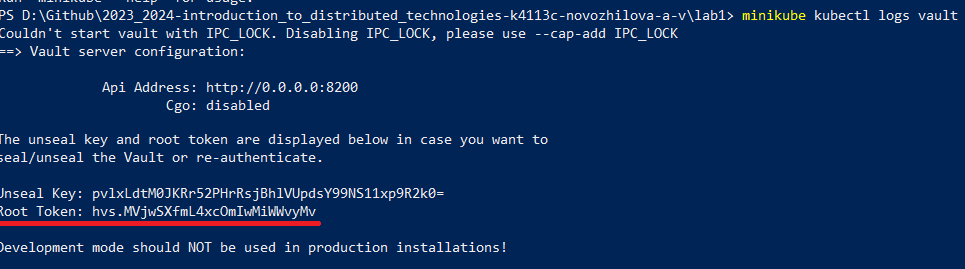 PS D:\Github\2023_2024-introduction_to_distributed_technologies-k4113c-novozhilova-a-v\lab1> minikube kubectl logs vault
Couldn't start vault with IPC_LOCK. Disabling IPC_LOCK, please use --cap-add IPC_LOCK
==> Vault server configuration:
Api Address: http://0.0.0.0:8200
Cgo: disabled
The unseal key and root token are displayed below in case you want to
seal/unseal the Vault or re-authenticate.
Unseal Key: pvlxLdtM0JKRr52PHrRsjBhlVUpdsY99NS11xp9R2k0=
Root Token: hvs.MVjwSXfmL4xcOmIwMiWWvyMv
Development mode should NOT be used in production installations!